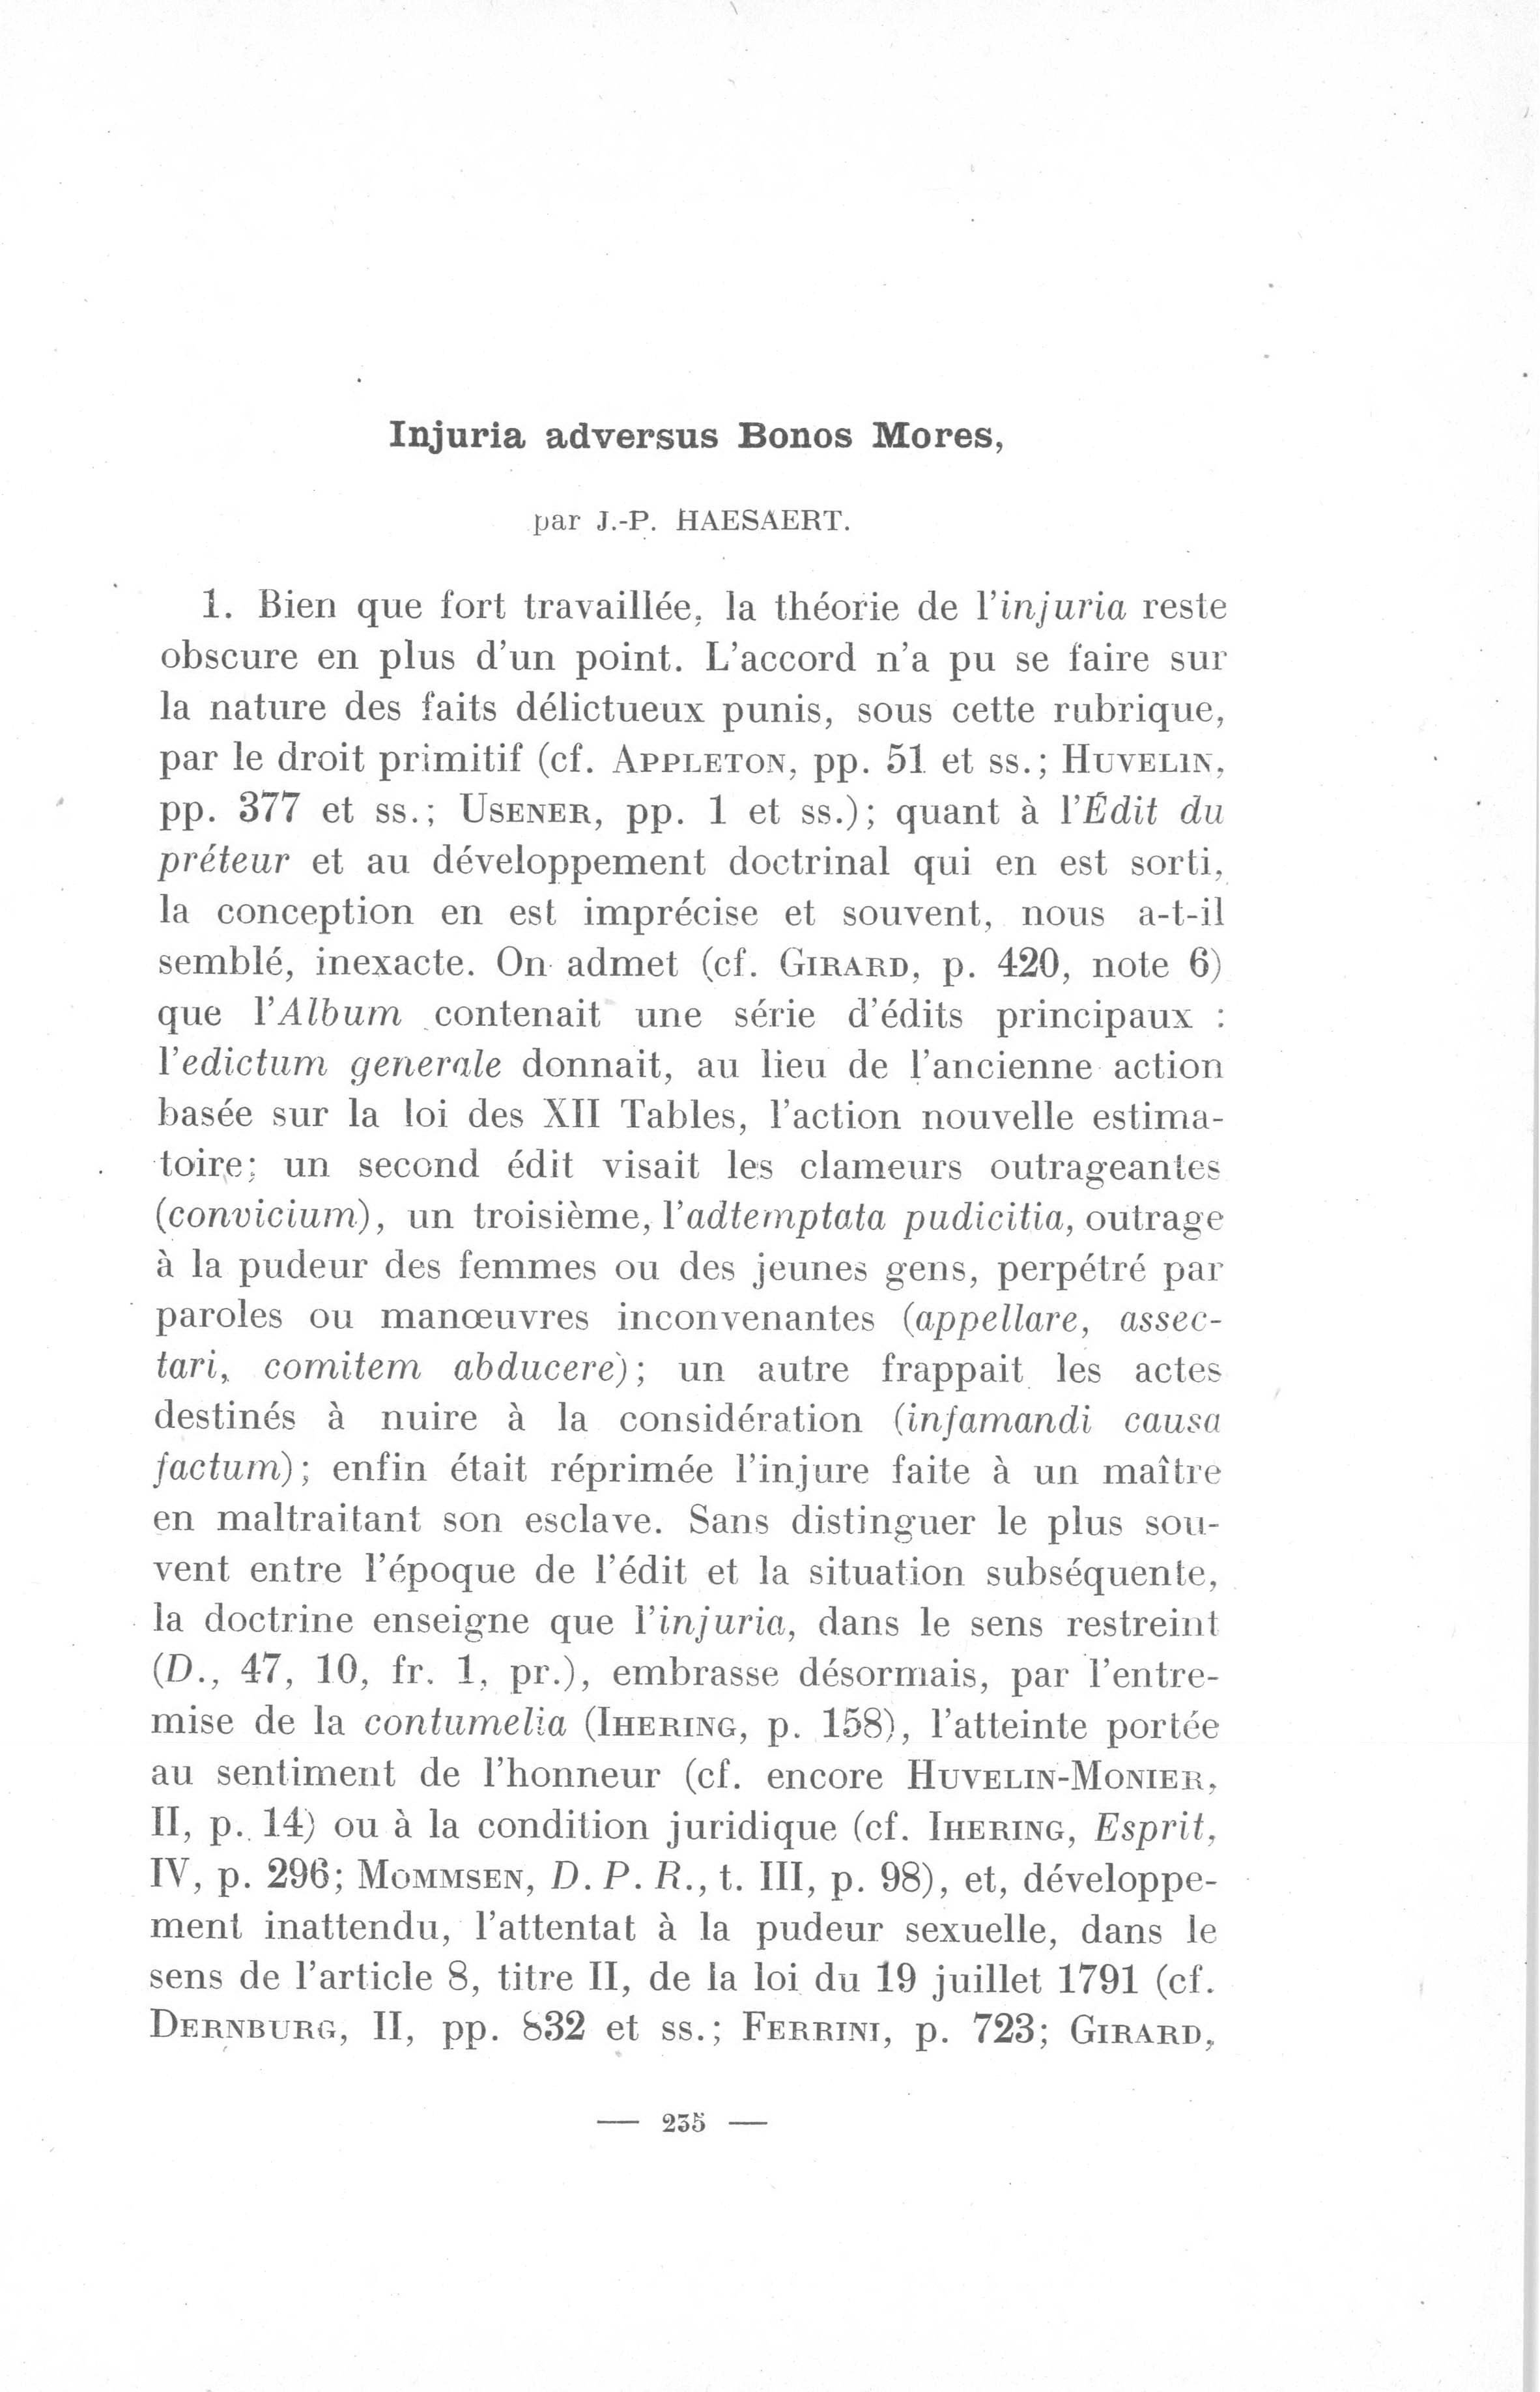 Injuria adversus Bonos Mores,
par J.-P. HAESAERT.
1. Bien que fort travaillée, la théorie de l'injuria reste
obscure en plus d'un point. L'accord n'a pu se faire sur
la nature des faits délictueux punis, sous cette rubrique,
par le droit primitif (cf. APPLETON, pp. 51 et ss.; HUVELIN,
pp. 377 et ss.; USENER, pp. 1 et ss.); quant à l'Édit du
préteur et au développement doctrinal qui en est sorti,
la conception en est imprécise et souvent, nous a-t-il
semblé, inexacte. On admet (cf. GIRARD, p. 420, note 6)
que l'Album contenait une série d'édits principaux :
l'edictum generale donnait, au lieu de l'ancienne action
basée sur la loi des XII Tables, l'action nouvelle estima-
toire; un second édit visait les clameurs outrageantes
(convicium), un troisième, l'adtemptata pudicitia, outrage
à la pudeur des femmes ou des jeunes gens, perpétré par
paroles ou manœuvres inconvenantes (appellare, assec-
tari, comitem abducere); un autre frappait les actes
destinés à nuire à la considération (infamandi causa
factum); enfin était réprimée l'injure faite à un maître
en maltraitant son esclave. Sans distinguer le plus sou-
vent entre l'époque de l'édit et la situation subséquente,
la doctrine enseigne que l'injuria, dans le sens restreint
(D., 47, 10, fr. 1, pr.), embrasse désormais, par l'entre-
mise de la contumelia (IHERING, p. 158), l'atteinte portée
au sentiment de l'honneur (cf. encore HUVELIN-MONIER,
II, p. 14) ou à la condition juridique (cf. IHERING, Esprit,
IV, p. 296; MOMMSEN, D. P. R., t. III, p. 98), et, développe-
ment inattendu, l'attentat à la pudeur sexuelle, dans le
sens de l'article 8, titre II, de la loi du 19 juillet 1791 (cf.
DERNBURG, II, pp. 832 et ss.; FERRINI, p. 723; GIRARD,
— 235 —